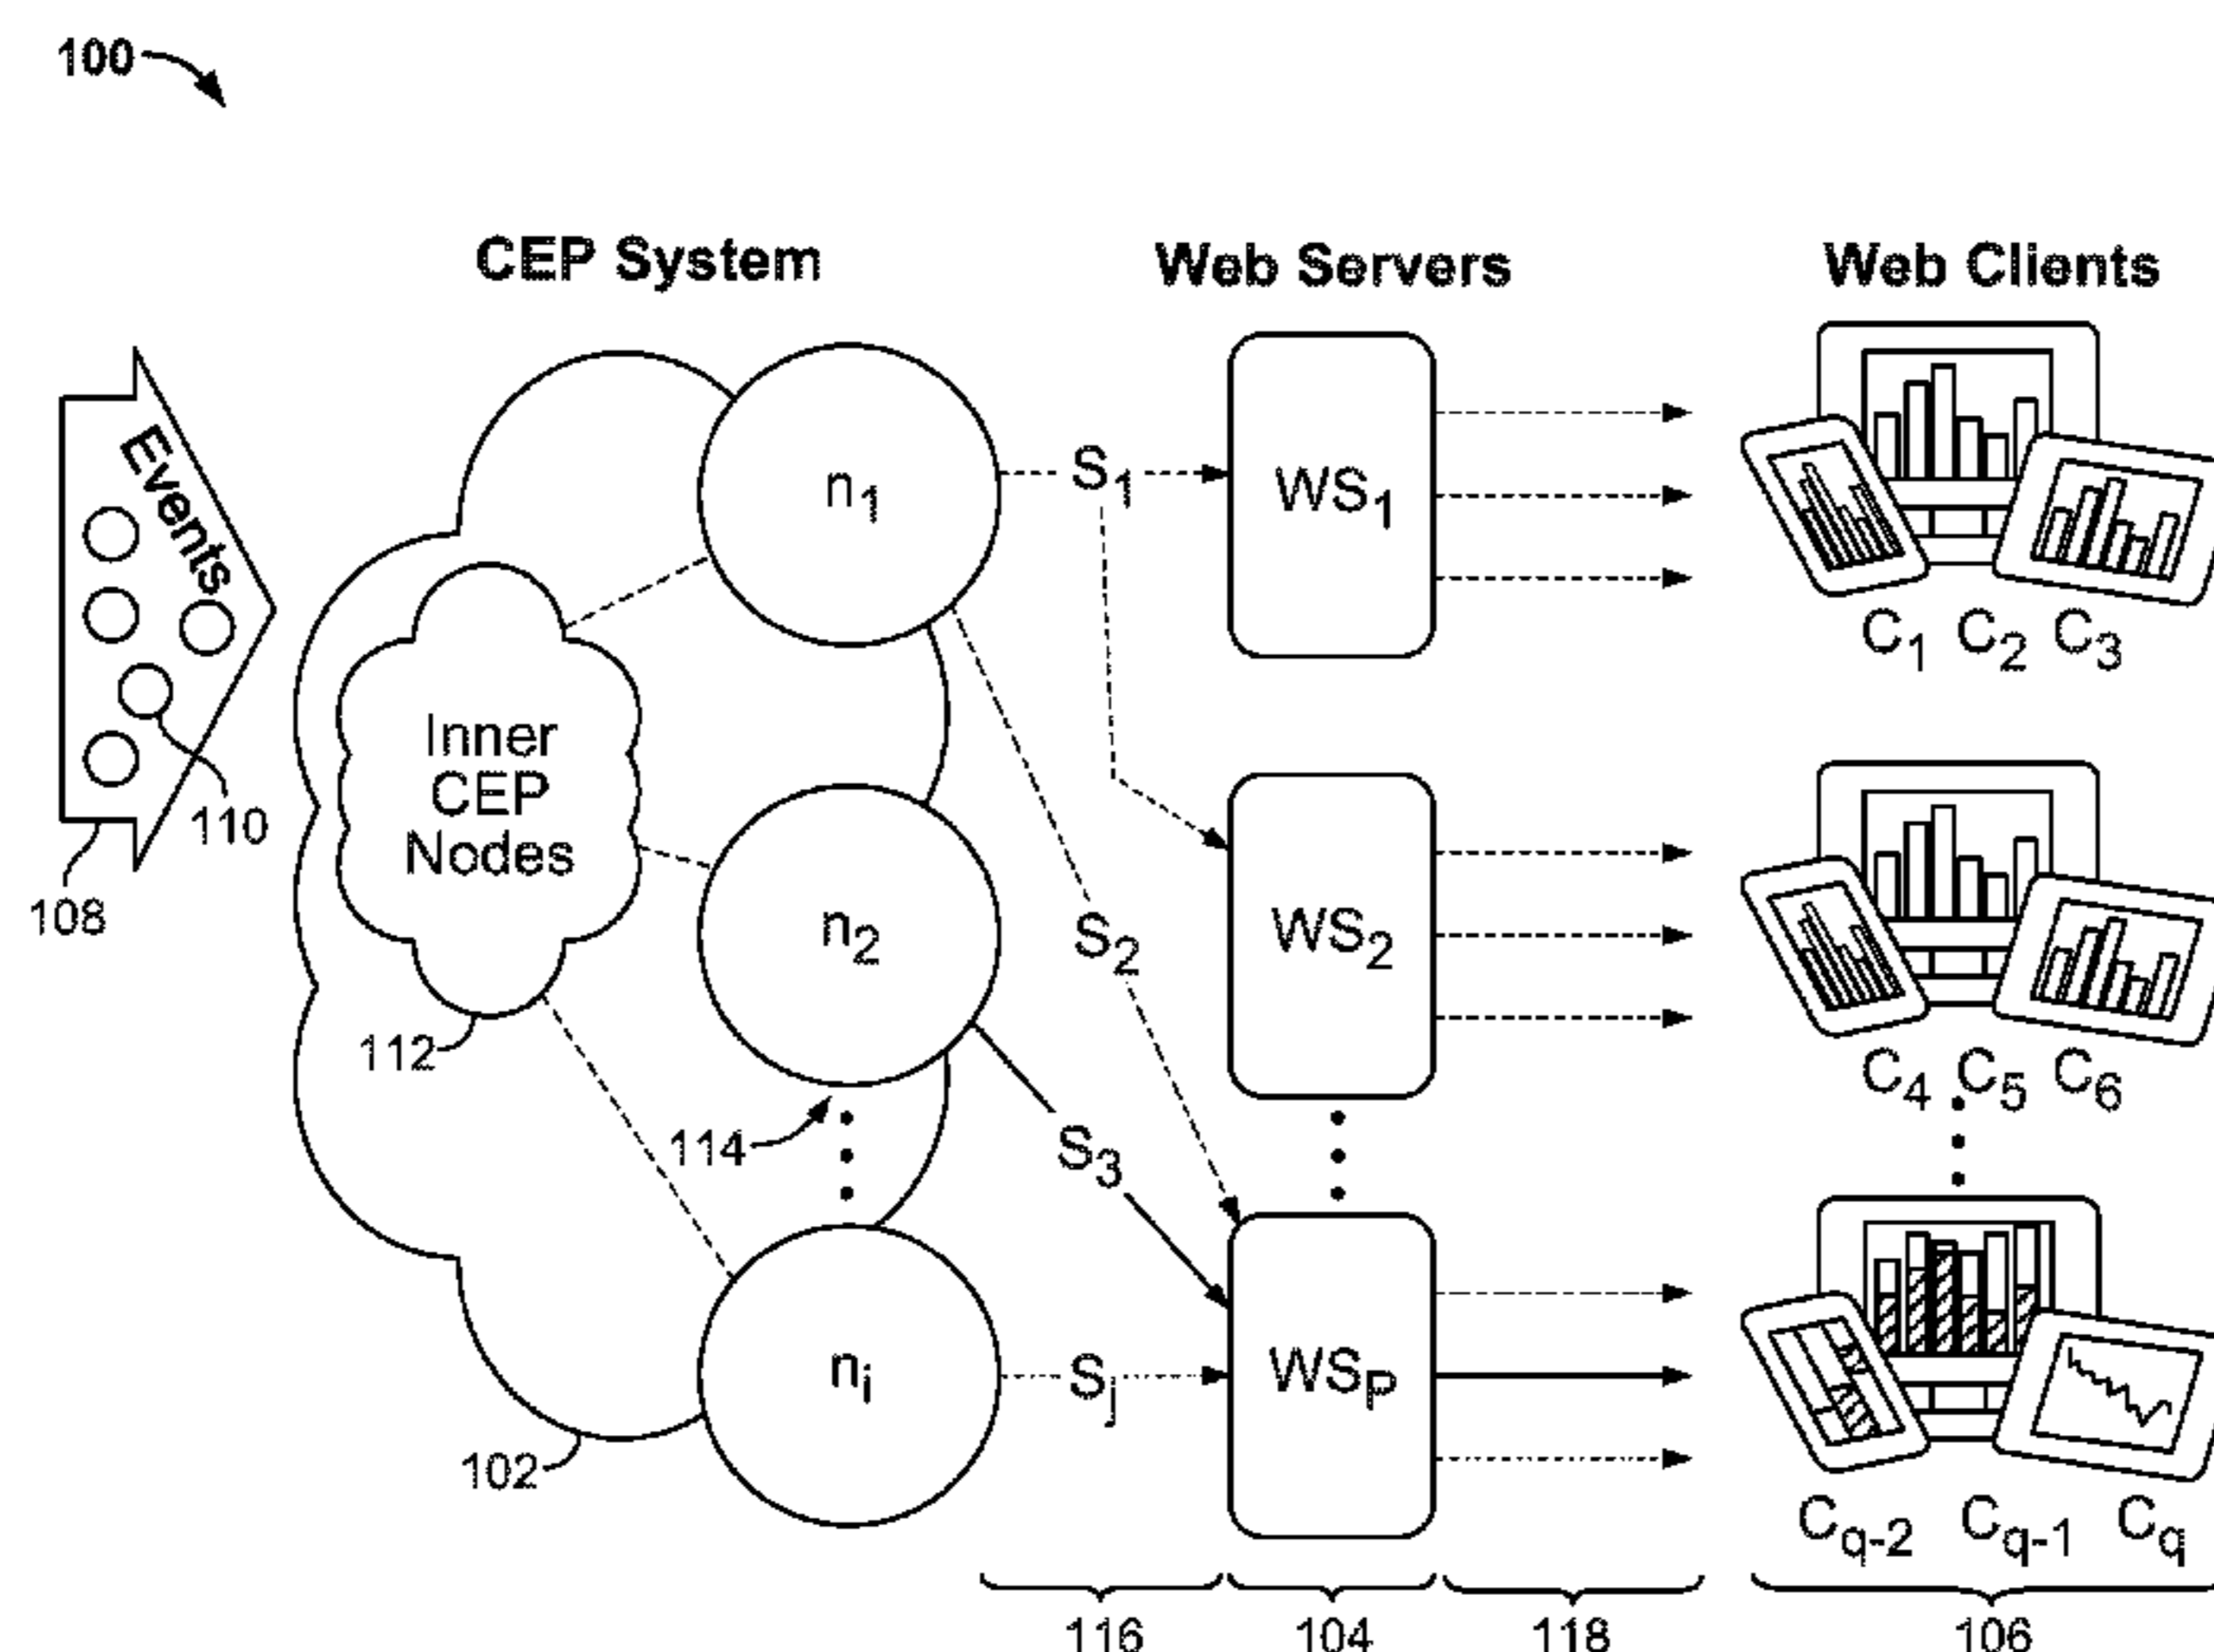 100
CEP System
Web Servers
Web Clients
Events
n1
S1
WS1
C1 C2 C3
Inner
CEP
Nodes
110
108
n2
S2
WS2
112
C4 C5 C6
114
S3
ni
Sj
WSP
102
Cq-2 Cq-1 Cq
116
104
118
106